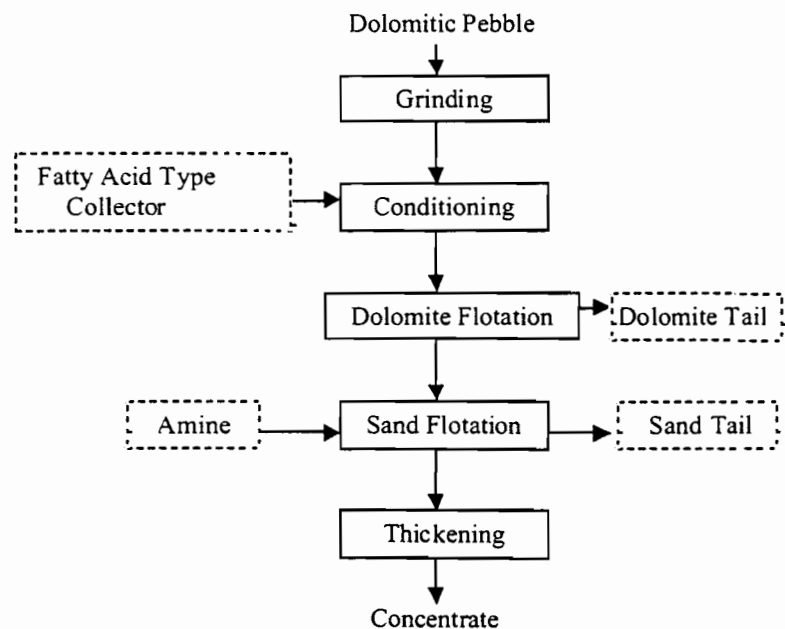 Dolomitic Pebble
Grinding
Fatty Acid Type
Collector
Conditioning
Dolomite Flotation
Dolomite Tail
Amine
Sand Flotation
Sand Tail
Thickening
Concentrate